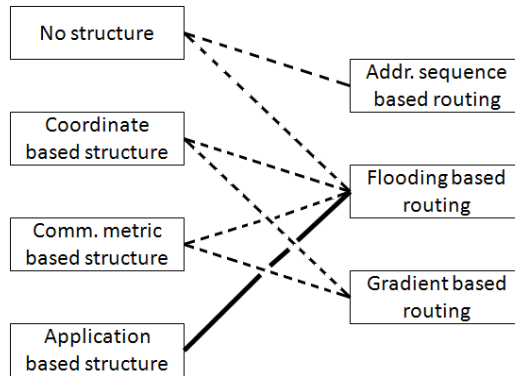 No structure
Coordinate
based structure
Comm. metric
based structure
Application
based structure
Addr. sequence
based routing
Flooding based
routing
Gradient based
routing